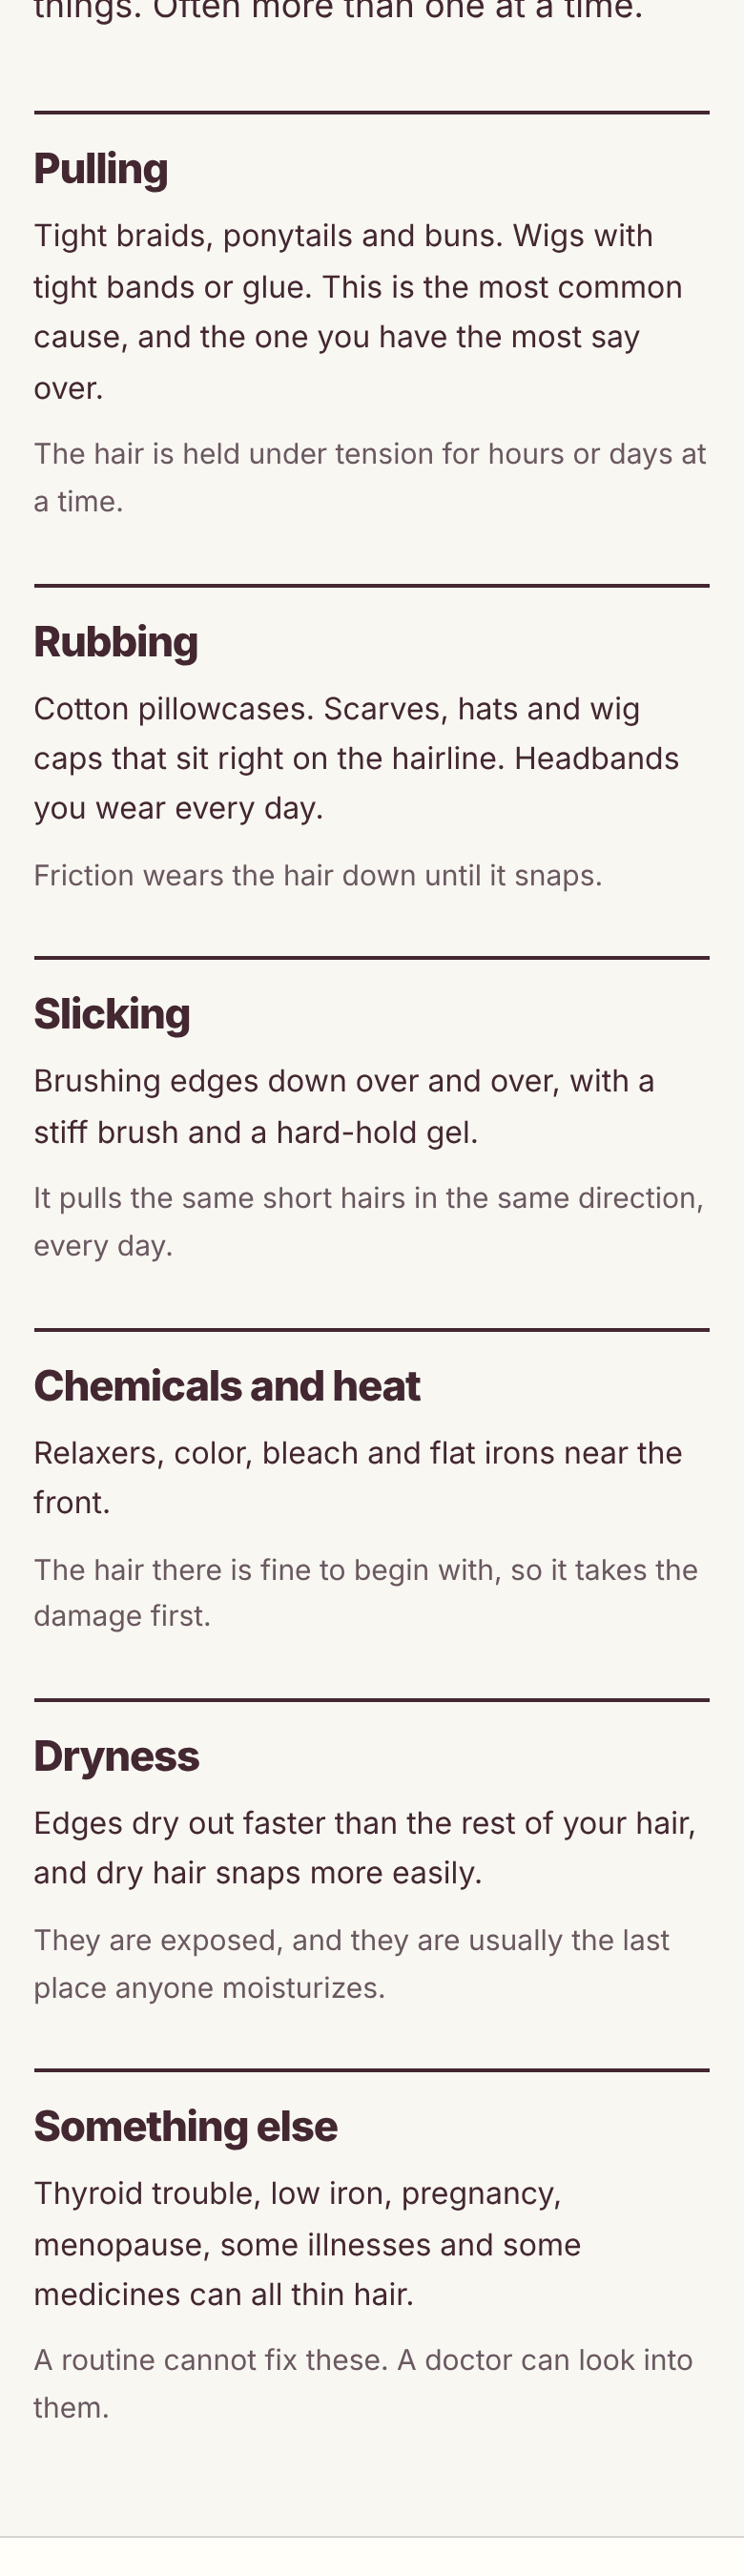 things. Often more than one at a time.
Pulling
Tight braids, ponytails and buns. Wigs with
tight bands or glue. This is the most common
cause, and the one you have the most say
over.
The hair is held under tension for hours or days at
a time.
Rubbing
Cotton pillowcases. Scarves, hats and wig
caps that sit right on the hairline. Headbands
you wear every day.
Friction wears the hair down until it snaps.
Slicking
Brushing edges down over and over, with a
stiff brush and a hard-hold gel.
It pulls the same short hairs in the same direction,
every day.
Chemicals and heat
Relaxers, color, bleach and flat irons near the
front.
The hair there is fine to begin with, so it takes the
damage first.
Dryness
Edges dry out faster than the rest of your hair,
and dry hair snaps more easily.
They are exposed, and they are usually the last
place anyone moisturizes.
Something else
Thyroid trouble, low iron, pregnancy,
menopause, some illnesses and some
medicines can all thin hair.
A routine cannot fix these. A doctor can look into
them.